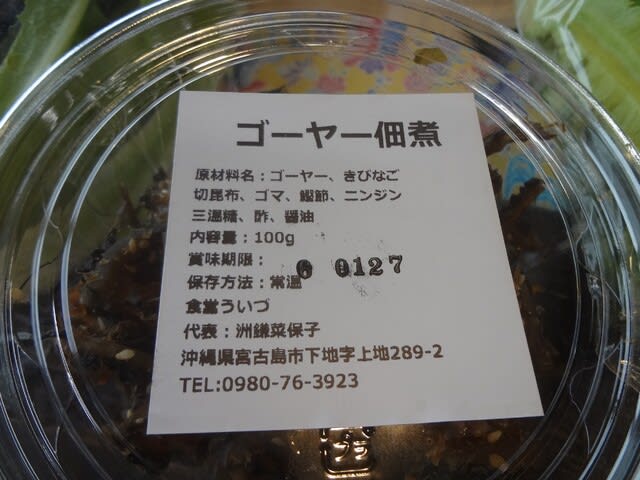 ゴーヤー佃煮
原材料名：ゴーヤー、きびなご
切昆布、ゴマ、鰹節、ニンジン
三温糖、酢、醤油
内容量：100g
賞味期限： 0127
保存方法：常温
食堂ういづ
代表：洲鎌菜保子
沖縄県宮古島市下地字上地289-2
TEL:0980-76-3923
プラ